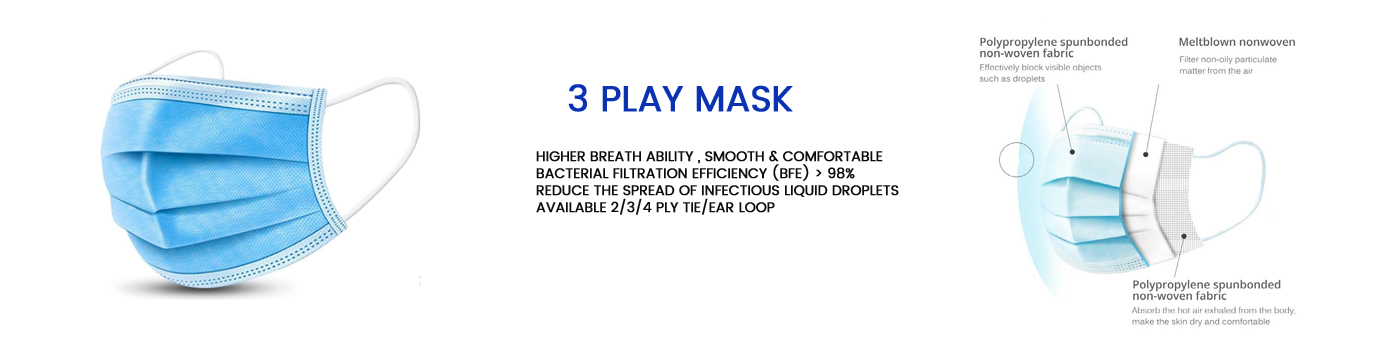 3 PLAY MASK
HIGHER BREATH ABILITY , SMOOTH & COMFORTABLE
BACTERIAL FILTRATION EFFICIENCY (BFE) > 98%
REDUCE THE SPREAD OF INFECTIOUS LIQUID DROPLETS
AVAILABLE 2/3/4 PLY TIE/EAR LOOP
Polypropylene spunbonded
non-woven fabric
Effectively block visible objects
such as droplets
Meltblown nonwoven
Filter non-oily particulate
matter from the air
Polypropylene spunbonded
non-woven fabric
Absorb the hot air exhaled from the body,
make the skin dry and comfortable